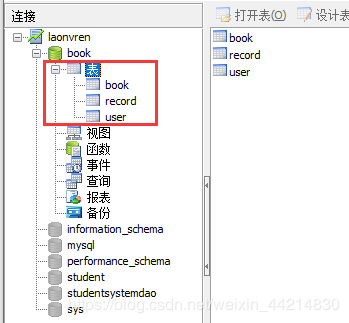 连接
打开表(O) 设计表
laonvren
book
表
book
record
user
视图
函数
事件
查询
报表
备份
information_schema
mysql
performance_schema
student
studentsystemdao
sys
book
record
user
https://blog.csdn.net/weixin_44214830